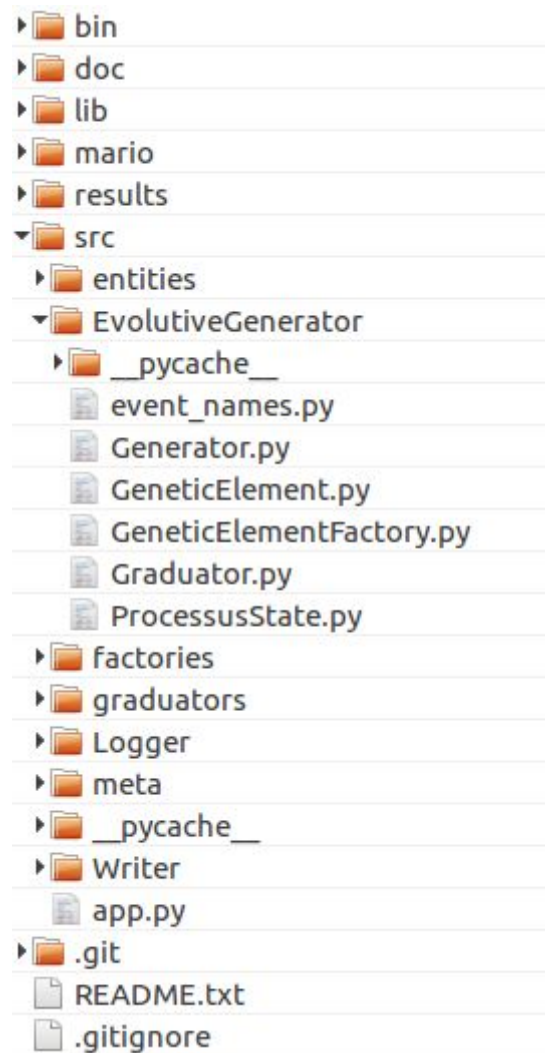 bin
doc
lib
mario
results
src
entities
EvolutiveGenerator
__pycache__
event_names.py
Generator.py
GeneticElement.py
GeneticElementFactory.py
Graduator.py
ProcessusState.py
factories
graduators
Logger
meta
__pycache__
Writer
app.py
.git
README.txt
.gitignore